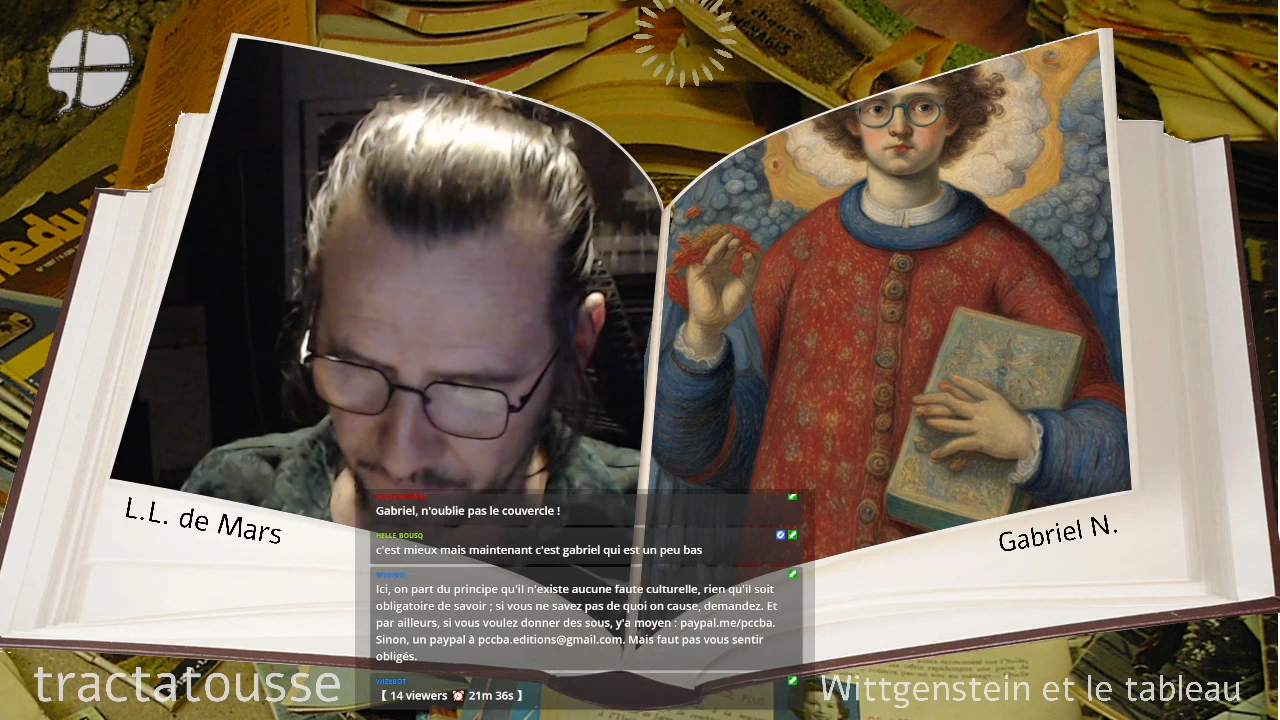 L.L. de Mars
Gabriel N.
Gabriel, n'oublie pas le couvercle !
HELLE BOUSQ
c'est mieux mais maintenant c'est gabriel qui est un peu bas
Ici, on part du principe qu'il n'existe aucune faute culturelle, rien qu'il soit
obligatoire de savoir ; si vous ne savez pas de quoi on cause, demandez. Et
par ailleurs, si vous voulez donner des sous, y'a moyen : paypal.me/pccba.
Sinon, un paypal à pccba.editions@gmail.com. Mais faut pas vous sentir
obligés.
WIZEBOT
[ 14 viewers ⏰ 21m 36s ]
tractatousse
Wittgenstein et le tableau